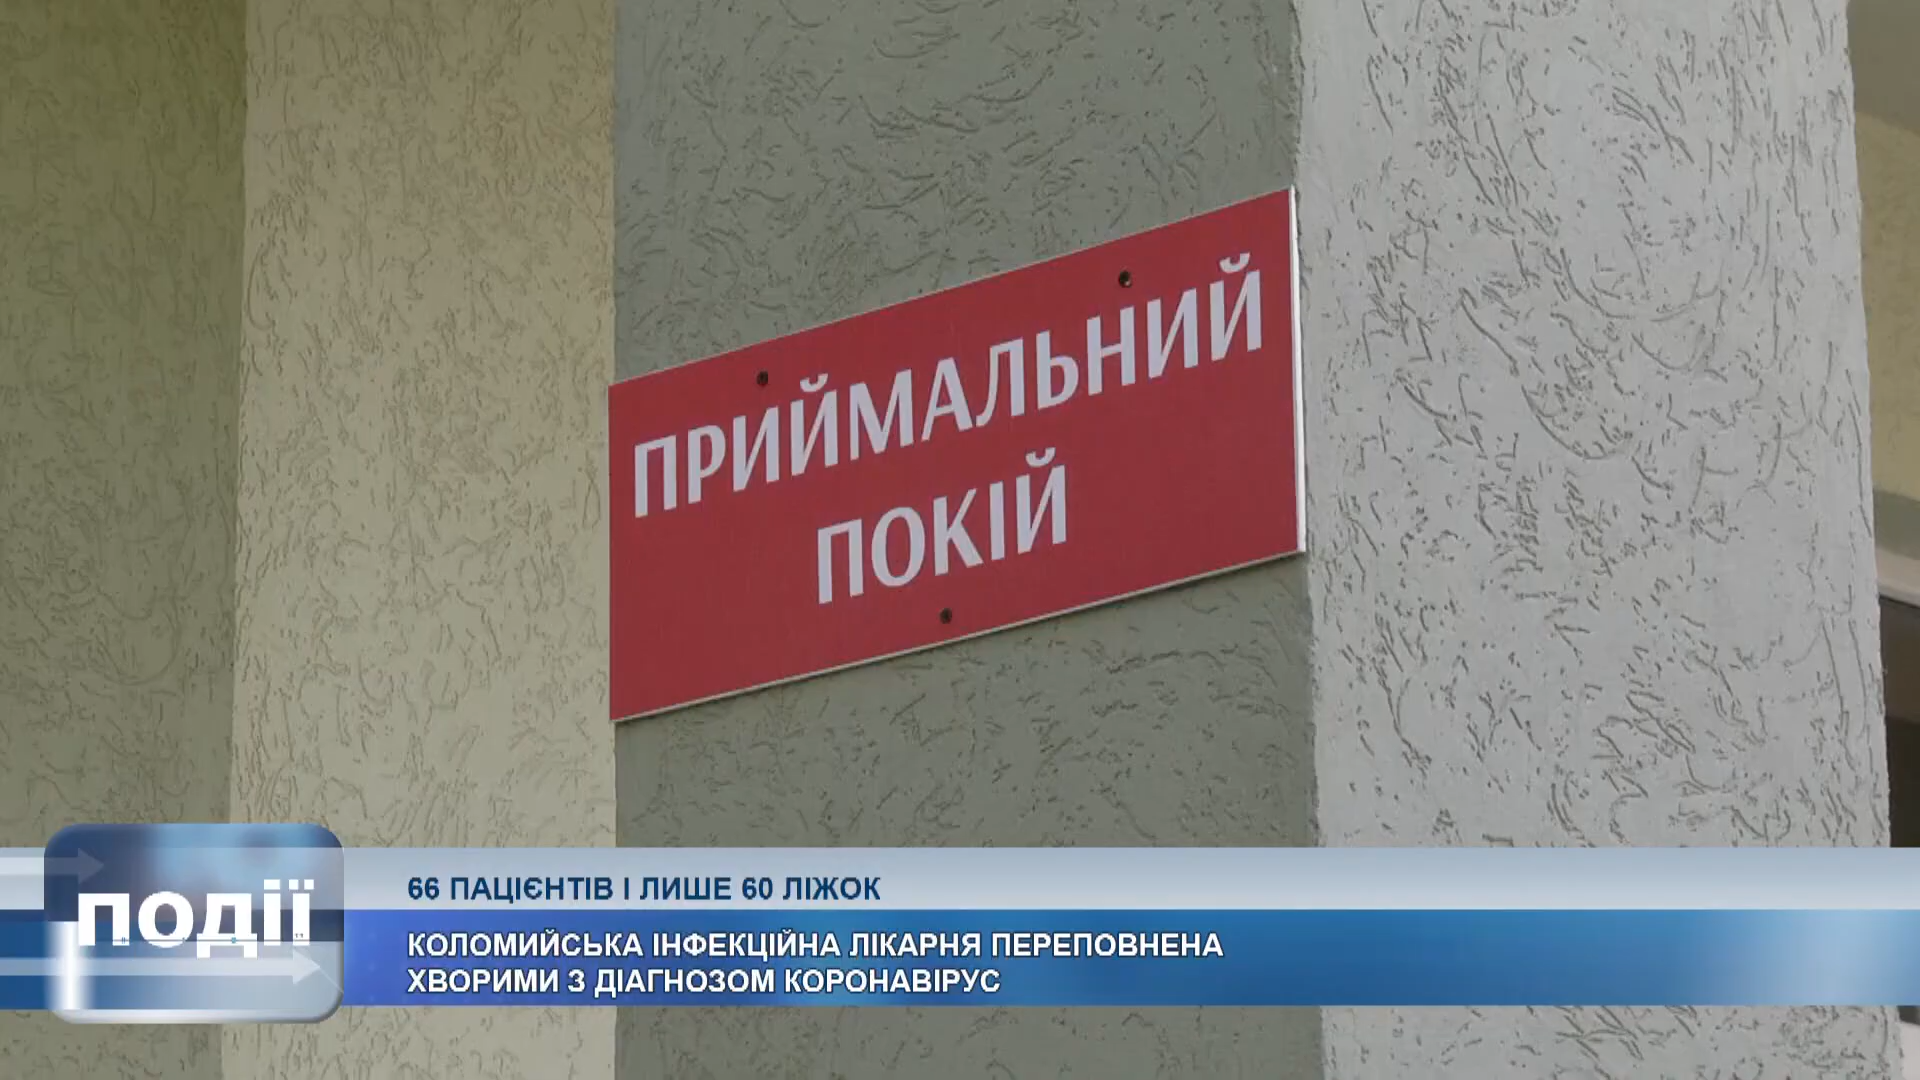 ПРИЙМАЛЬНИЙ
ПОКІЙ
події
66 ПАЦІЄНТІВ І ЛИШЕ 60 ЛІЖОК
КОЛОМИЙСЬКА ІНФЕКЦІЙНА ЛІКАРНЯ ПЕРЕПОВНЕНА
ХВОРИМИ З ДІАГНОЗОМ КОРОНАВІРУС